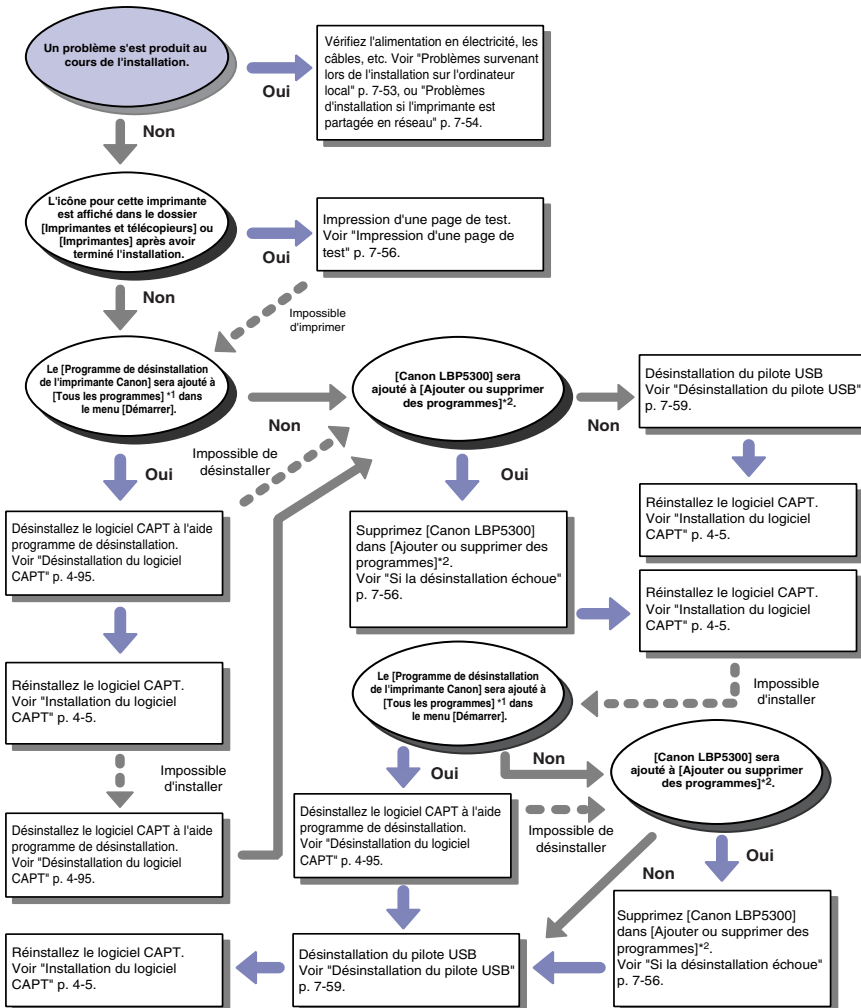 Un problème s'est produit au
cours de l'installation.
Oui
Vérifiez l'alimentation en électricité, les
câbles, etc. Voir "Problèmes survenant
lors de l'installation sur l'ordinateur
local" p. 7-53, ou "Problèmes
d'installation si l'imprimante est
partagée en réseau" p. 7-54.
Non
L'icône pour cette imprimante
est affiché dans le dossier
[Imprimantes et télécopieurs] ou
[Imprimantes] après avoir
terminé l'installation.
Oui
Impression d'une page de test.
Voir "Impression d'une page de
test" p. 7-56.
Non
Impossible
d'imprimer
Le [Programme de désinstallation
de l'imprimante Canon] sera ajouté à
[Tous les programmes] *1 dans
le menu [Démarrer].
Non
[Canon LBP5300] sera
ajouté à [Ajouter ou supprimer
des programmes]*2.
Non
Désinstallation du pilote USB
Voir "Désinstallation du pilote USB"
p. 7-59.
Oui
Impossible de
désinstaller
Oui
Désinstallez le logiciel CAPT à l'aide
programme de désinstallation.
Voir "Désinstallation du logiciel
CAPT" p. 4-95.
Supprimez [Canon LBP5300]
dans [Ajouter ou supprimer des
programmes]*2.
Voir "Si la désinstallation échoue"
p. 7-56.
Réinstallez le logiciel CAPT.
Voir "Installation du logiciel
CAPT" p. 4-5.
Réinstallez le logiciel CAPT.
Voir "Installation du logiciel
CAPT" p. 4-5.
Réinstallez le logiciel CAPT.
Voir "Installation du logiciel
CAPT" p. 4-5.
Le [Programme de désinstallation
de l'imprimante Canon] sera ajouté à
[Tous les programmes] *1 dans
le menu [Démarrer].
Impossible
d'installer
Impossible
d'installer
Oui
Non
[Canon LBP5300] sera
ajouté à [Ajouter ou supprimer
des programmes]*2.
Désinstallez le logiciel CAPT à l'aide
programme de désinstallation.
Voir "Désinstallation du logiciel
CAPT" p. 4-95.
Désinstallez le logiciel CAPT à l'aide
programme de désinstallation.
Voir "Désinstallation du logiciel
CAPT" p. 4-95.
Impossible de
désinstaller
Non
Oui
Réinstallez le logiciel CAPT.
Voir "Installation du logiciel
CAPT" p. 4-5.
Désinstallation du pilote USB
Voir "Désinstallation du pilote USB"
p. 7-59.
Supprimez [Canon LBP5300]
dans [Ajouter ou supprimer des
programmes]*2.
Voir "Si la désinstallation échoue"
p. 7-56.